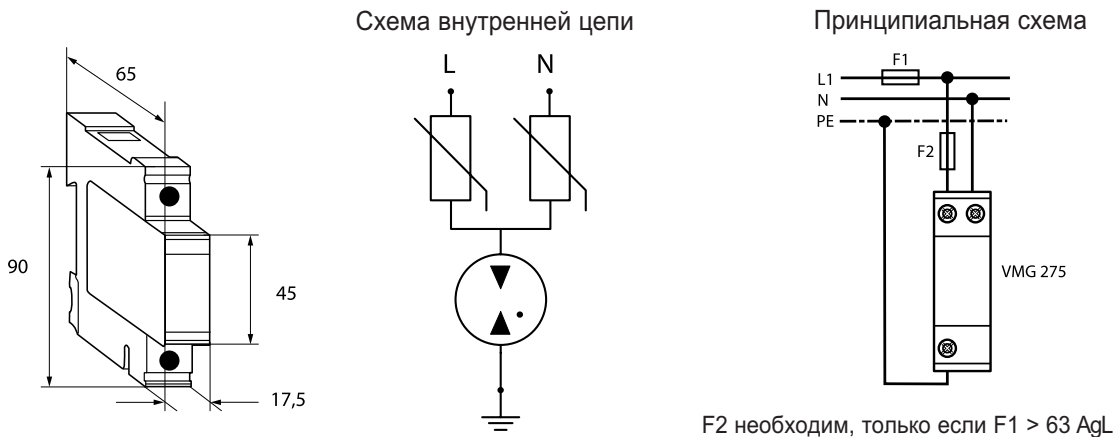 Схема внутренней цепи
Принципиальная схема
65
90
45
17,5
L N
F1
L1
N
PE
F2
VMG 275
F2 необходим, только если F1 > 63 AgL